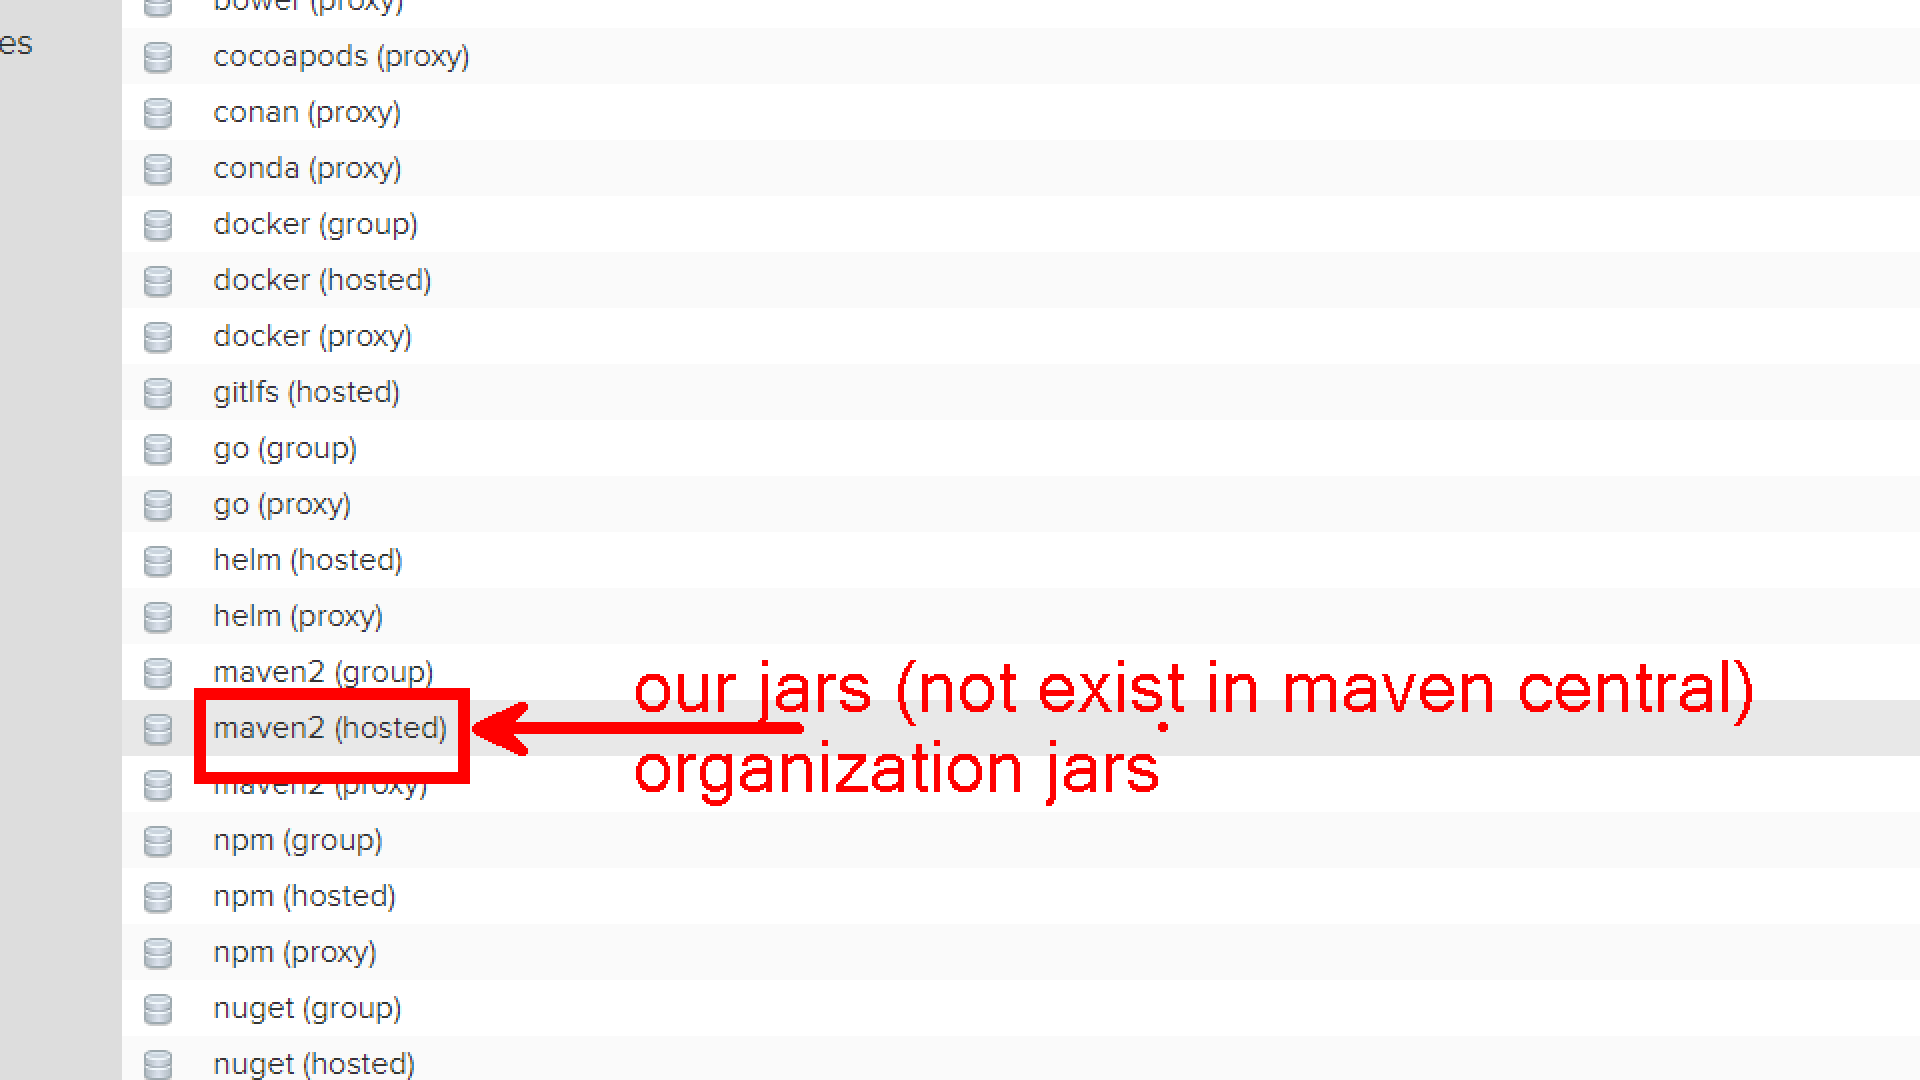 bower (proxy)
es
cocoapods (proxy)
conan (proxy)
conda (proxy)
docker (group)
docker (hosted)
docker (proxy)
gitlfs (hosted)
go (group)
go (proxy)
helm (hosted)
helm (proxy)
maven2 (group)
our jars (not exist in maven central)
maven2 (hosted)
organization jars
maven2 (proxy)
npm (group)
npm (hosted)
npm (proxy)
nuget (group)
nuget (hosted)